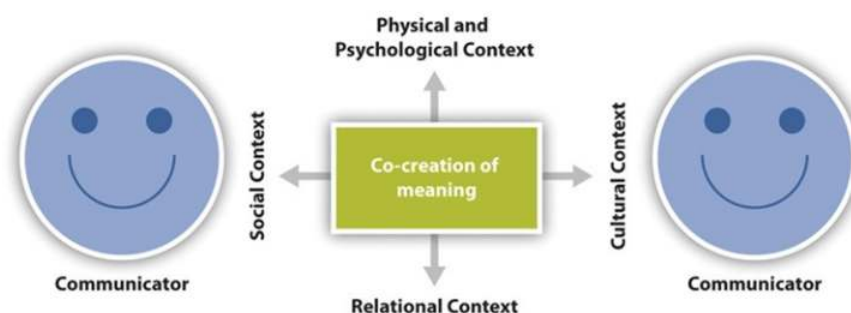 Physical and
Psychological Context
Social Context
Co-creation of
meaning
Cultural Context
Communicator
Communicator
Relational Context